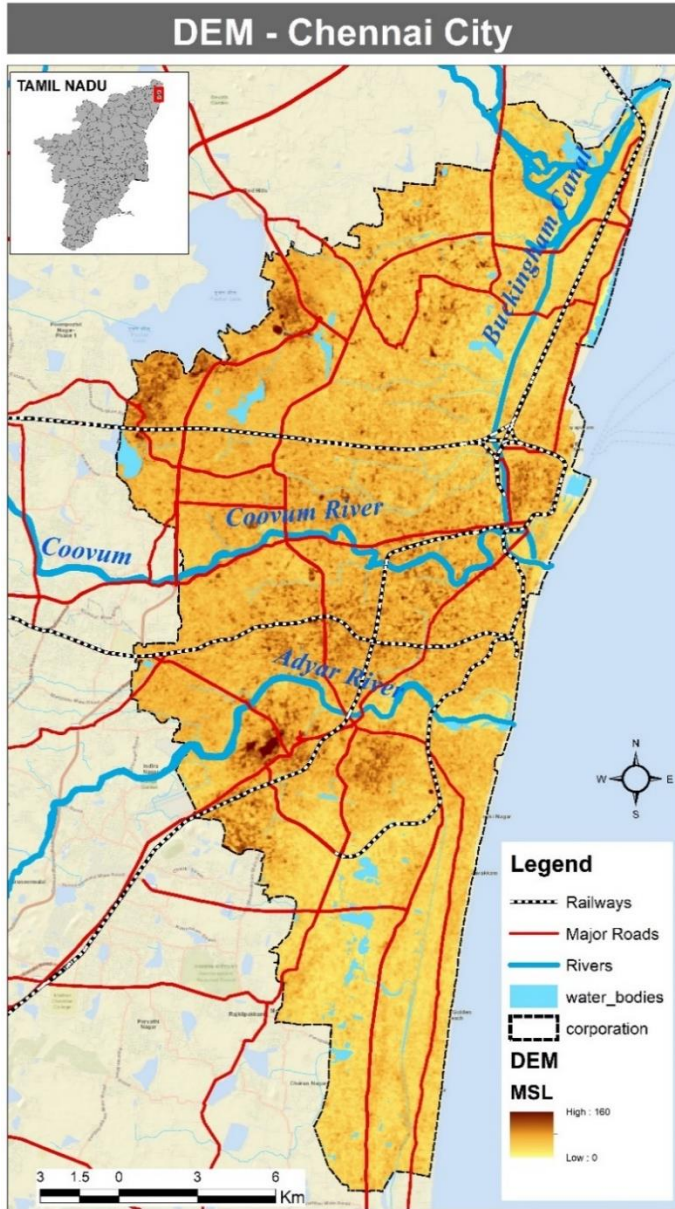 DEM - Chennai City
TAMIL NADU
Buckingham Canal
Coovum River
Coovum
Adyar River
N
W E
S
Legend
Railways
Major Roads
Rivers
water_bodies
corporation
DEM
MSL
High : 160
Low : 0
3 1.5 0 3 6
Km